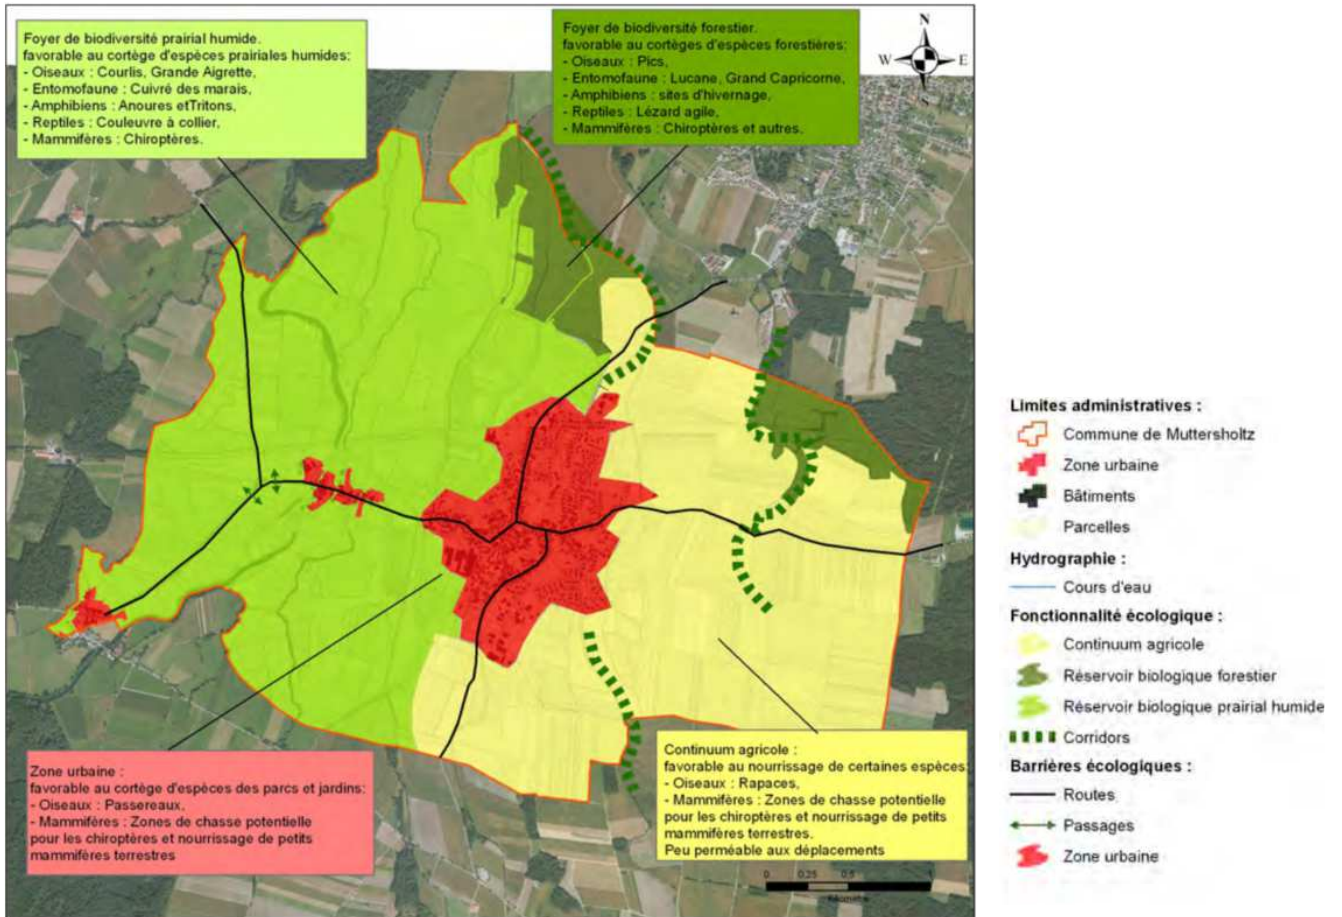 Foyer de biodiversité prairial humide.
favorable au cortège d'espèces prairiales humides:
- Oiseaux : Courlis, Grande Aigrette,
- Entomofaune : Cuivré des marais,
- Amphibiens : Anoures etTritons,
- Reptiles : Couleuvre à collier,
- Mammifères : Chiroptères.
Foyer de biodiversité forestier.
favorable au cortèges d'espèces forestières:
- Oiseaux : Pics,
- Entomofaune : Lucane, Grand Capricorne,
- Amphibiens : sites d'hivernage,
- Reptiles : Lézard agile,
- Mammifères : Chiroptères et autres.
N
W
E
S
Zone urbaine :
favorable au cortège d'espèces des parcs et jardins:
- Oiseaux : Passereaux,
- Mammifères : Zones de chasse potentielle
pour les chiroptères et nourrissage de petits
mammifères terrestres
Continuum agricole :
favorable au nourrissage de certaines espèces:
- Oiseaux : Rapaces,
- Mammifères : Zones de chasse potentielle
pour les chiroptères et nourrissage de petits
mammifères terrestres.
Peu perméable aux déplacements
0 0,25 0,5 1
Kilomètre
Limites administratives :
Commune de Muttersholtz
Zone urbaine
Bâtiments
Parcelles
Hydrographie :
Cours d'eau
Fonctionnalité écologique :
Continuum agricole
Réservoir biologique forestier
Réservoir biologique prairial humide
Corridors
Barrières écologiques :
Routes
Passages
Zone urbaine